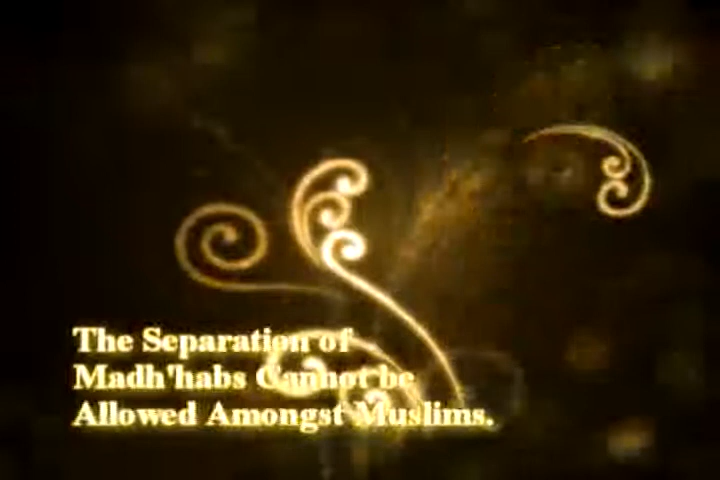 The Separation of
Madh'habs Cannot be
Allowed Amongst Muslims.